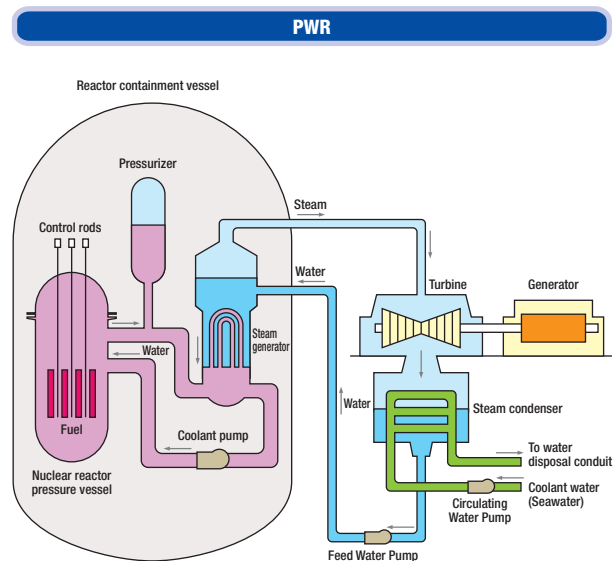 PWR
Reactor containment vessel
Pressurizer
Control rods
Steam
Water
Turbine
Generator
Steam
generator
Water
Water
Steam condenser
Fuel
Coolant pump
To water
disposal conduit
Nuclear reactor
pressure vessel
Coolant water
(Seawater)
Circulating
Water Pump
Feed Water Pump